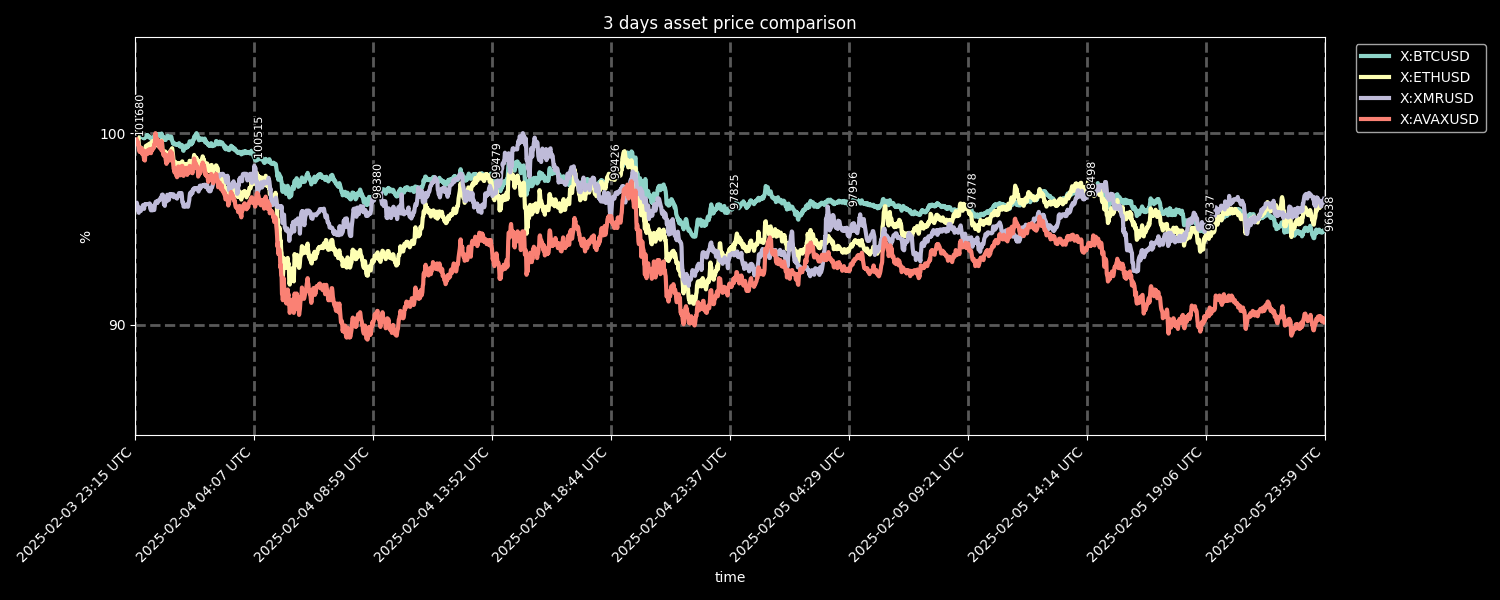 3 days asset price comparison
X:BTCUSD
X:ETHUSD
X:XMRUSD
X:AVAXUSD
100
90
%
101680
100515
98380
99479
99426
97825
97956
97878
98498
96737
96638
2025-02-03 23:15 UTC
2025-02-04 04:07 UTC
2025-02-04 08:59 UTC
2025-02-04 13:52 UTC
2025-02-04 18:44 UTC
2025-02-04 23:37 UTC
2025-02-05 04:29 UTC
2025-02-05 09:21 UTC
2025-02-05 14:14 UTC
2025-02-05 19:06 UTC
2025-02-05 23:59 UTC
time